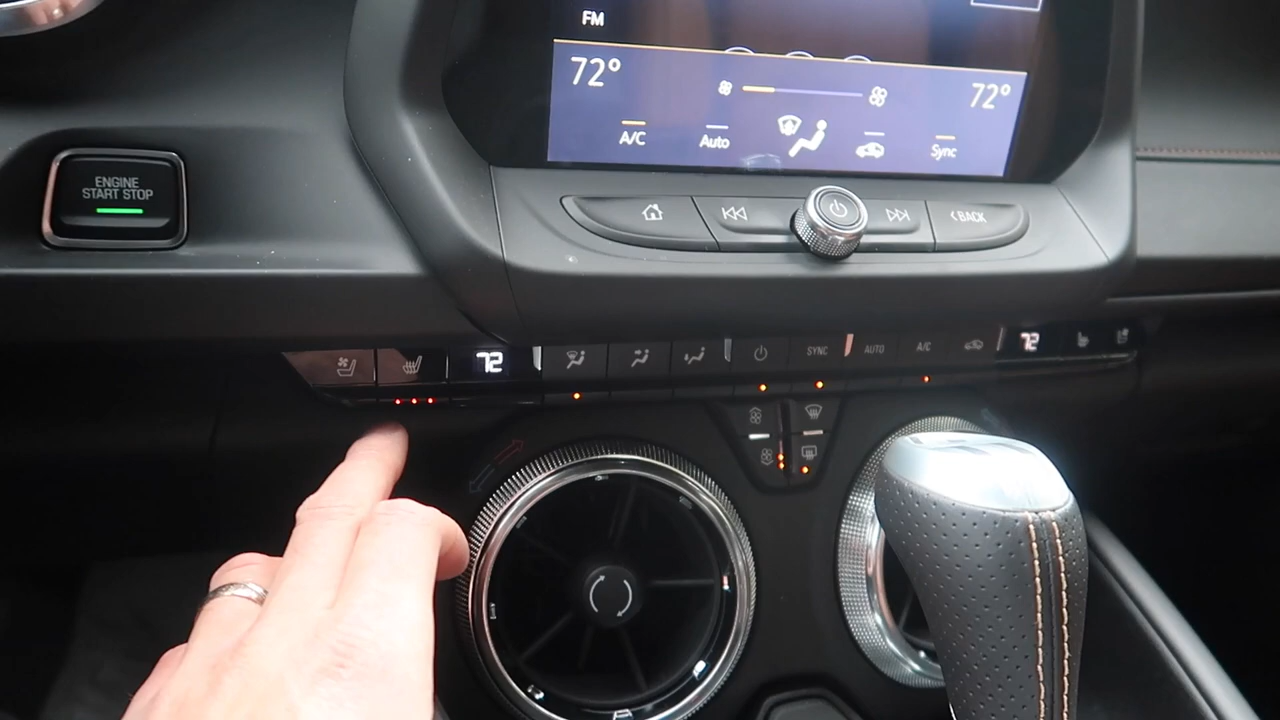 FM
72°
72°
A/C
Auto
Sync
ENGINE
START STOP
BACK
72
SYNC
AUTO
A/C
72